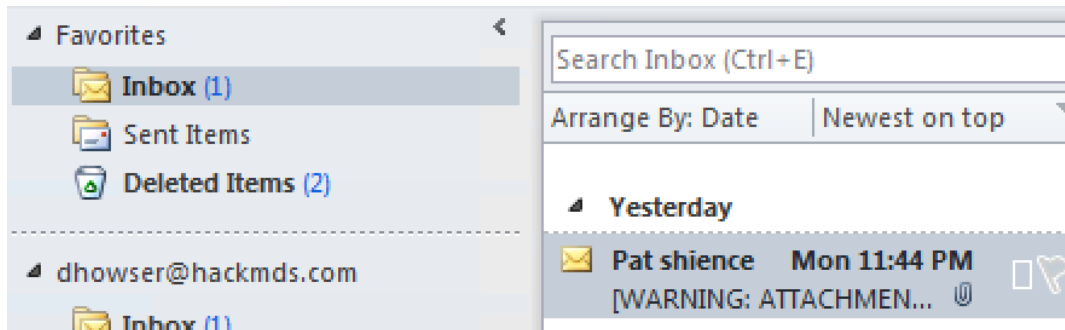 Favorites
Inbox (1)
Sent Items
Deleted Items (2)
dhowser@hackmds.com
Inbox (1)
Search Inbox (Ctrl+E)
Arrange By: Date Newest on top
Yesterday
Pat shience Mon 11:44 PM
[WARNING: ATTACHMEN...